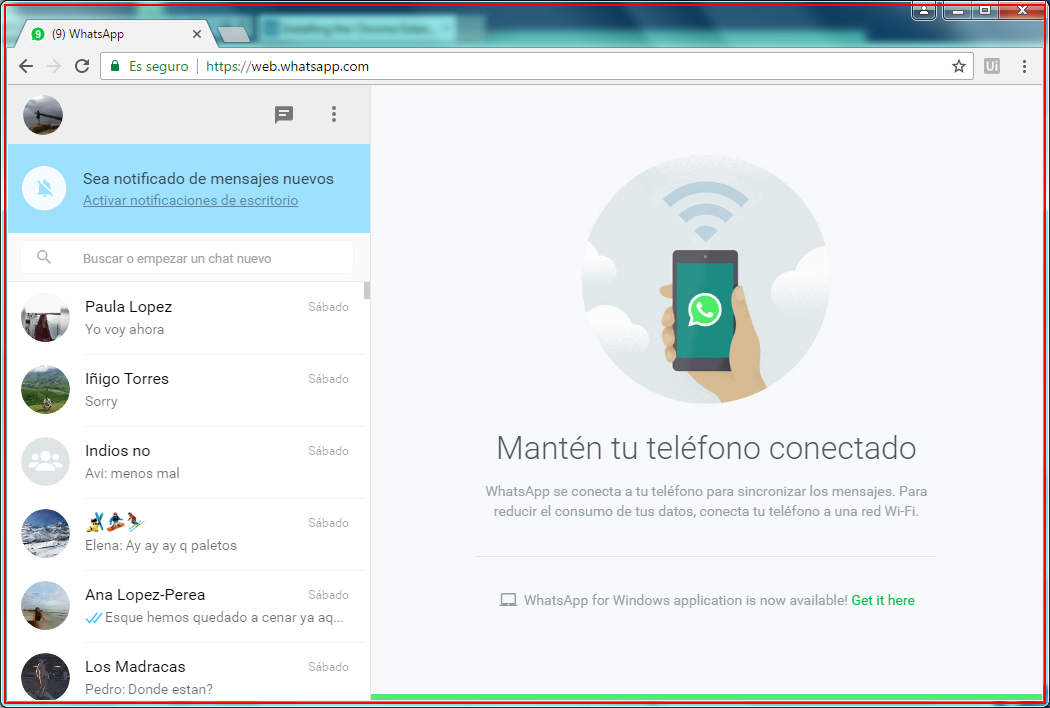 (9) WhatsApp
Installing the Chrome Exten...
Es seguro
https://web.whatsapp.com
Ui
Sea notificado de mensajes nuevos
Activar notificaciones de escritorio
Buscar o empezar un chat nuevo
Paula Lopez Sábado
Yo voy ahora
Iñigo Torres Sábado
Sorry
Indios no Sábado
Avi: menos mal
Sábado
Elena: Ay ay ay q paletos
Ana Lopez-Perea Sábado
Esque hemos quedado a cenar ya aq...
Los Madracas Sábado
Pedro: Donde estan?
Mantén tu teléfono conectado
WhatsApp se conecta a tu teléfono para sincronizar los mensajes. Para
reducir el consumo de tus datos, conecta tu teléfono a una red Wi-Fi.
WhatsApp for Windows application is now available! Get it here